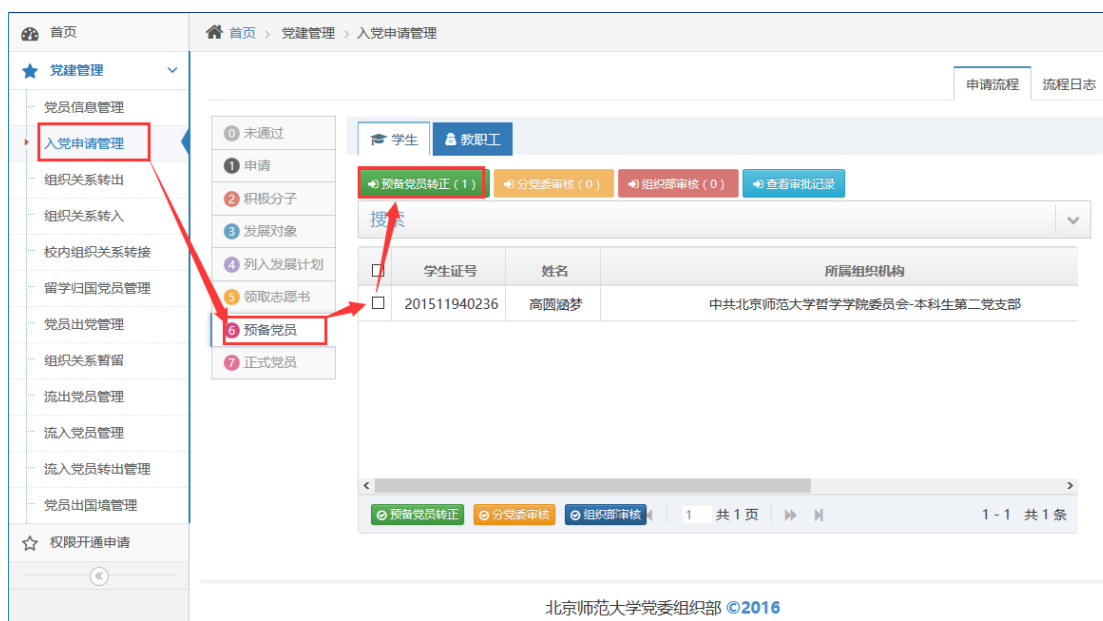 首页
党建管理
党员信息管理
入党申请管理
组织关系转出
组织关系转入
校内组织关系转接
留学归国党员管理
党员出党管理
组织关系暂留
流出党员管理
流入党员管理
流入党员转出管理
党员出国境管理
权限开通申请
首页 > 党建管理 > 入党申请管理
申请流程 流程日志
0 未通过
1 申请
2 积极分子
3 发展对象
4 列入发展计划
5 领取志愿书
6 预备党员
7 正式党员
学生 教职工
预备党员转正（1） 分党委审核（0） 组织部审核（0） 查看审批记录
搜索
学生证号 姓名 所属组织机构
201511940236 高圆涵梦 中共北京师范大学哲学学院委员会-本科生第二党支部
预备党员转正 分党委审核 组织部审核 1 共 1 页 1 - 1 共 1 条
北京师范大学党委组织部 ©2016